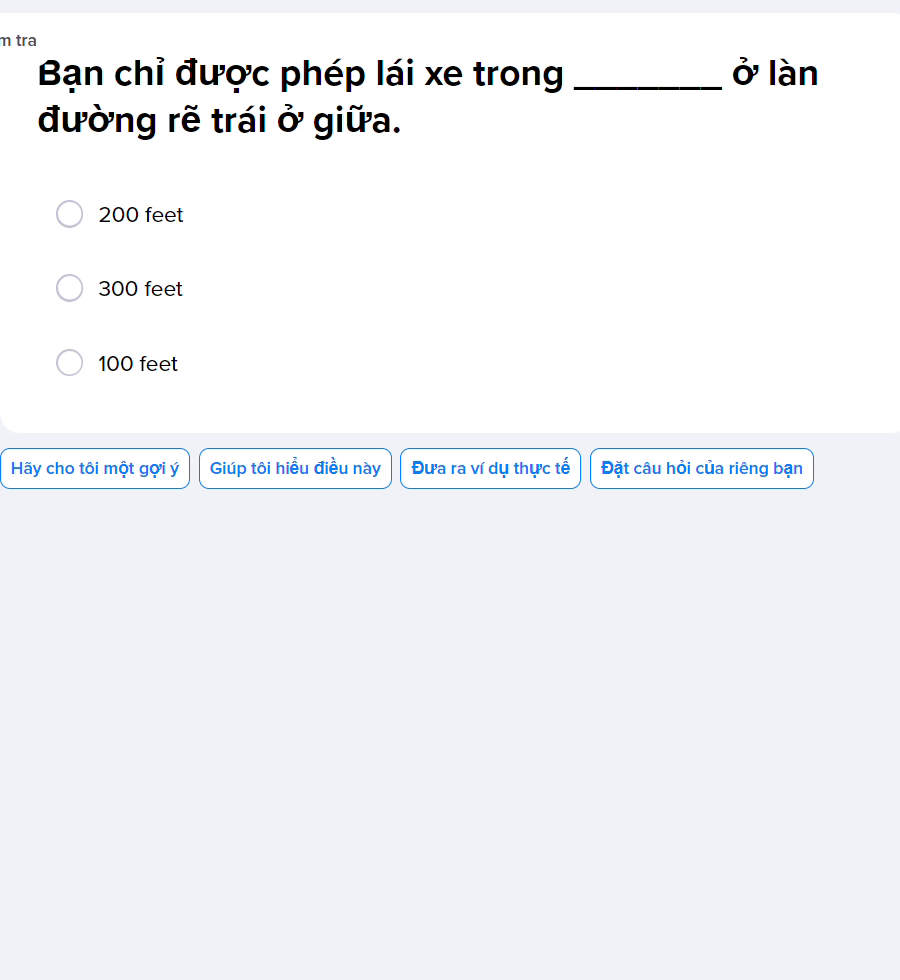 m tra
Bạn chỉ được phép lái xe trong ________ ở làn
đường rẽ trái ở giữa.
200 feet
300 feet
100 feet
Hãy cho tôi một gợi ý
Giúp tôi hiểu điều này
Đưa ra ví dụ thực tế
Đặt câu hỏi của riêng bạn